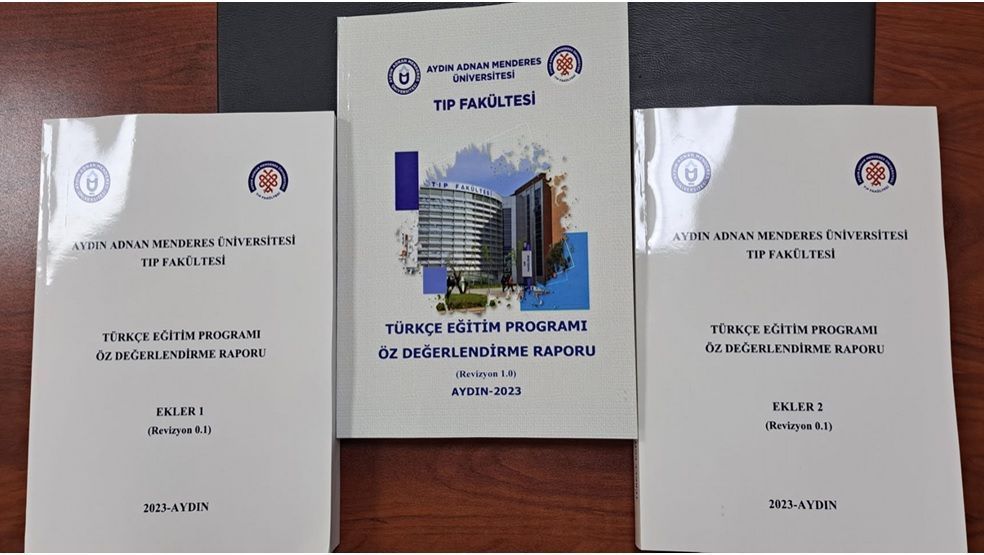 AYDIN ADNAN MENDERES ÜNİVERSİTESİ
TIP FAKÜLTESİ
TÜRKÇE EĞİTİM PROGRAMI
ÖZ DEĞERLENDİRME RAPORU
EKLER 1
(Revizyon 0.1)
2023-AYDIN
AYDIN ADNAN MENDERES
ÜNİVERSİTESİ
TIP FAKÜLTESİ
TIP FAKÜLTESİ
TÜRKÇE EĞİTİM PROGRAMI
ÖZ DEĞERLENDİRME RAPORU
(Revizyon 1.0)
AYDIN-2023
AYDIN ADNAN MENDERES ÜNİVERSİTESİ
TIP FAKÜLTESİ
TÜRKÇE EĞİTİM PROGRAMI
ÖZ DEĞERLENDİRME RAPORU
EKLER 2
(Revizyon 0.1)
2023-AYDIN